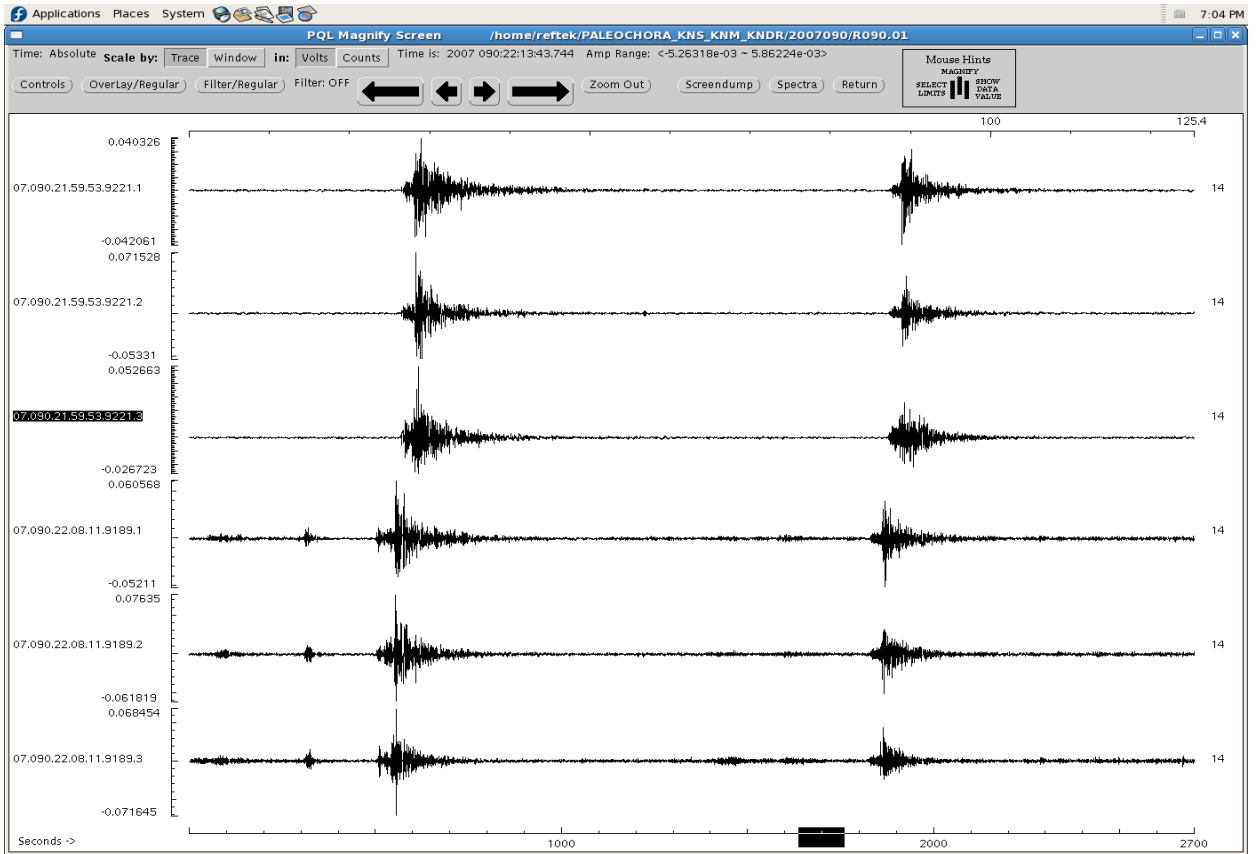 Applications Places System 7:04 PM
PQL Magnify Screen /home/reftek/PALEOCHORA_KNS_KNM_KNDR/2007090/R090.01
Time: Absolute Scale by: Trace Window in: Volts Counts Time is: 2007 090:22:13:43.744 Amp Range: <-5.26318e-03 ~ 5.86224e-03>
Controls OverLay/Regular Filter/Regular Filter: OFF Zoom Out Screendump Spectra Return
Mouse Hints
MAGNIFY
SELECT LIMITS
SHOW DATA VALUE
100 125.4
0.040326
07.090.21.59.53.9221.1 14
-0.042061
0.071528
07.090.21.59.53.9221.2 14
-0.05331
0.052663
07.090.21.59.53.9221.3 14
-0.026723
0.060568
07.090.22.08.11.9189.1 14
-0.05211
0.07635
07.090.22.08.11.9189.2 14
-0.061819
0.068454
07.090.22.08.11.9189.3 14
-0.071645
Seconds -> 1000 2000 2700